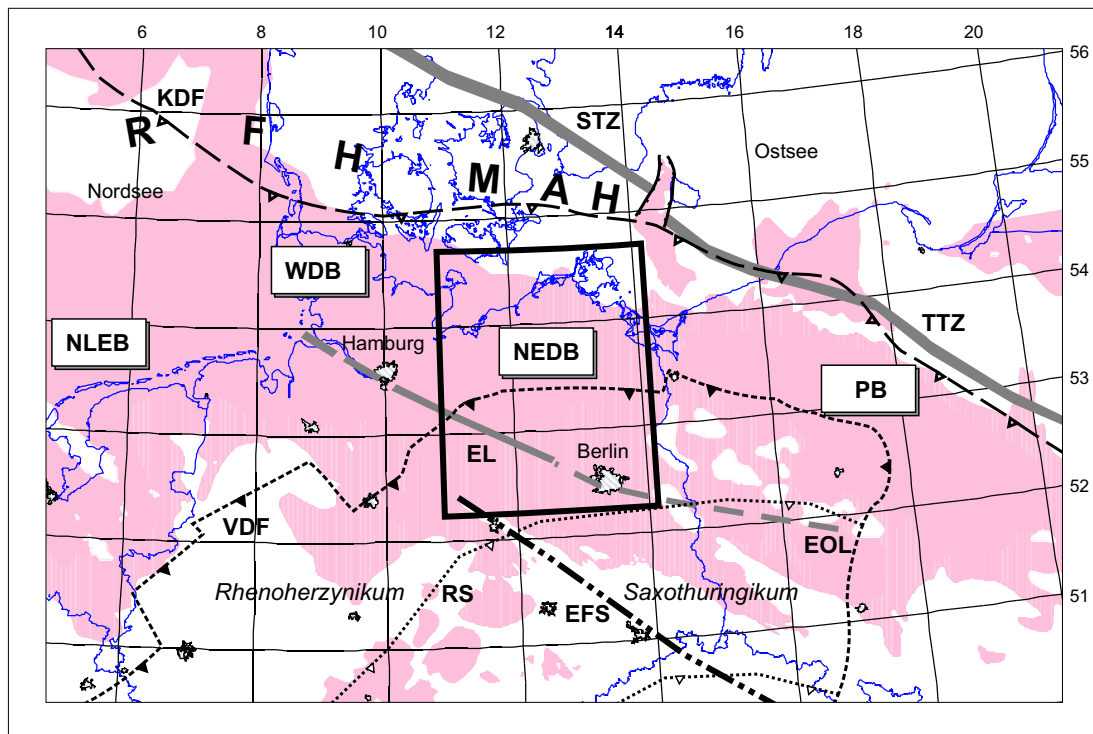 6 8 10 12 14 16 18 20
56
KDF
STZ
R F H M A H
Ostsee
55
Nordsee
WDB
54
TTZ
NLEB
Hamburg
NEDB
53
PB
EL
Berlin
52
VDF
EOL
Rhenoherzynikum
RS
EFS
Saxothuringikum
51